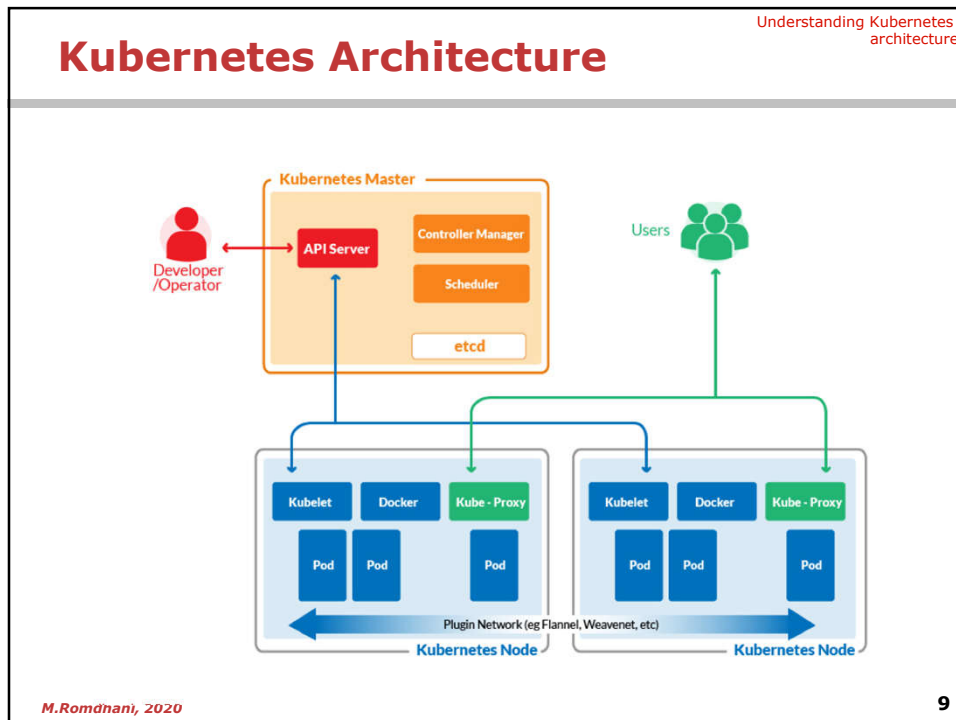 Understanding Kubernetes
architecture
Kubernetes Architecture
Kubernetes Master
API Server
Controller Manager
Scheduler
etcd
Developer
/Operator
Users
Kubelet
Docker
Kube - Proxy
Pod
Pod
Pod
Kubelet
Docker
Kube - Proxy
Pod
Pod
Pod
Plugin Network (eg Flannel, Weavenet, etc)
Kubernetes Node
Kubernetes Node
M.Romdhani, 2020
9